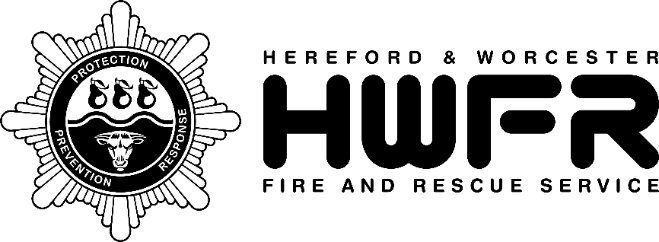 PROTECTION
PREVENTION
RESPONSE
HEREFORD & WORCESTER
HWFR
FIRE AND RESCUE SERVICE